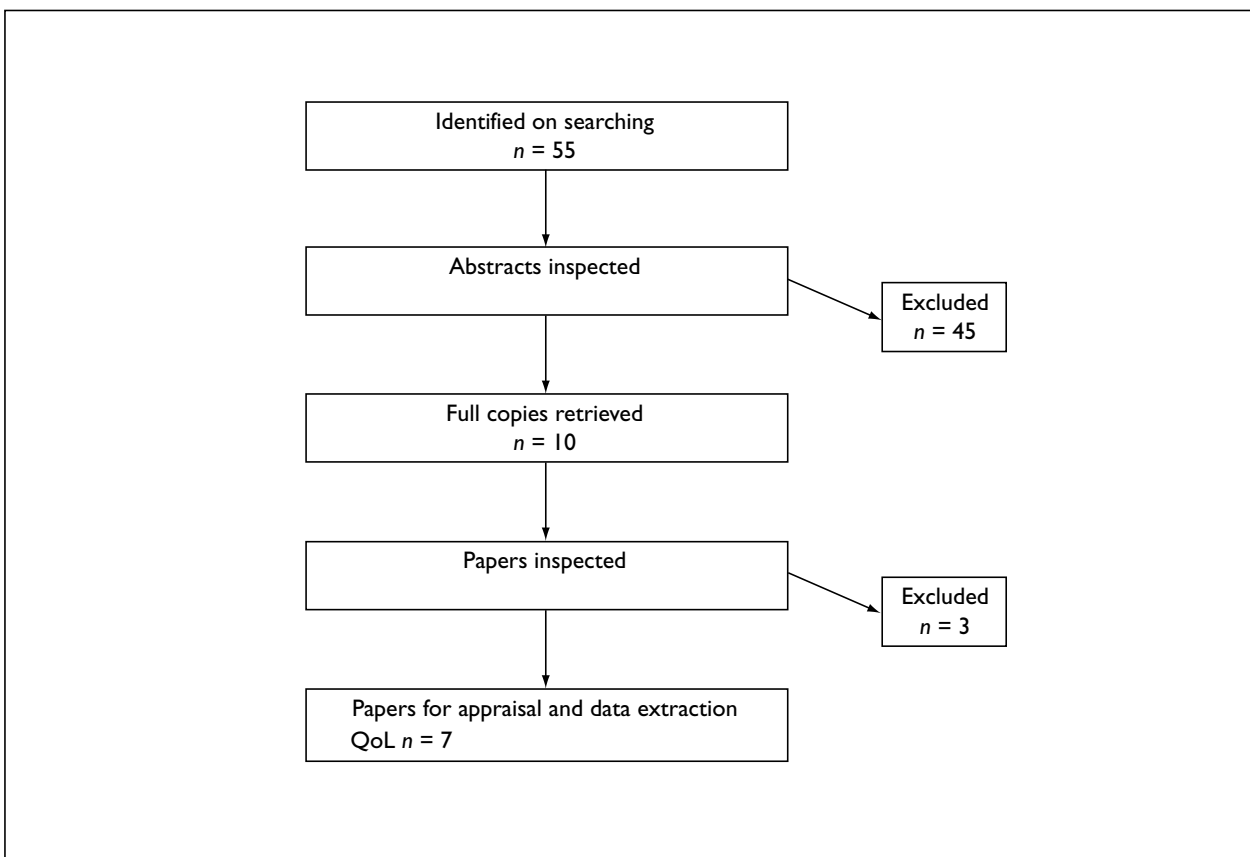 Identified on searching
n = 55
Abstracts inspected
Excluded
n = 45
Full copies retrieved
n = 10
Papers inspected
Excluded
n = 3
Papers for appraisal and data extraction
QoL n = 7